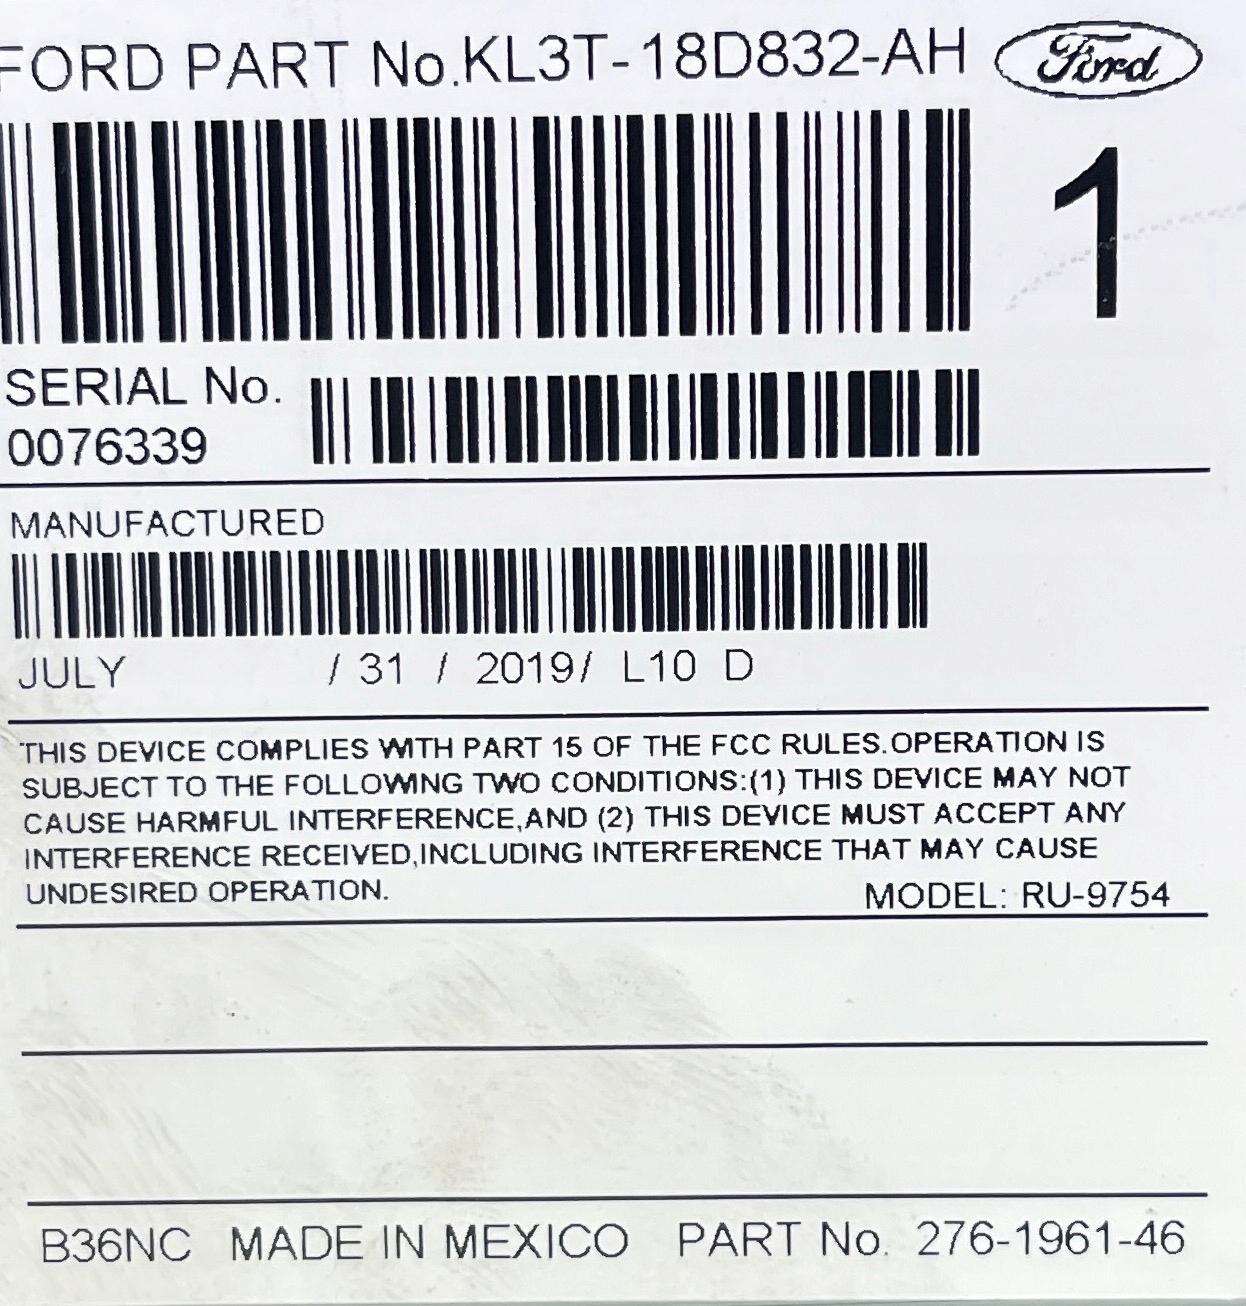 FORD PART No.KL3T-18D832-AH Ford
1
SERIAL No.
0076339
MANUFACTURED
JULY / 31 / 2019/ L10 D
THIS DEVICE COMPLIES WITH PART 15 OF THE FCC RULES.OPERATION IS
SUBJECT TO THE FOLLOWING TWO CONDITIONS:(1) THIS DEVICE MAY NOT
CAUSE HARMFUL INTERFERENCE,AND (2) THIS DEVICE MUST ACCEPT ANY
INTERFERENCE RECEIVED,INCLUDING INTERFERENCE THAT MAY CAUSE
UNDESIRED OPERATION.
MODEL: RU-9754
B36NC MADE IN MEXICO PART No. 276-1961-46